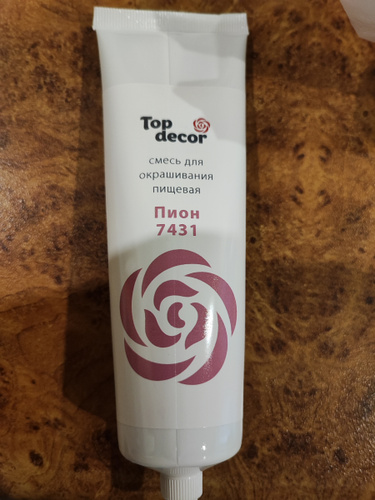 Top
decor
смесь для
окрашивания
пищевая
Пион
7431